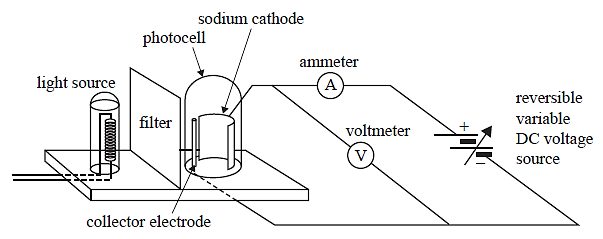 sodium cathode
photocell
ammeter
light source
A
filter
reversible
variable
DC voltage
source
voltmeter
+
V
−
collector electrode